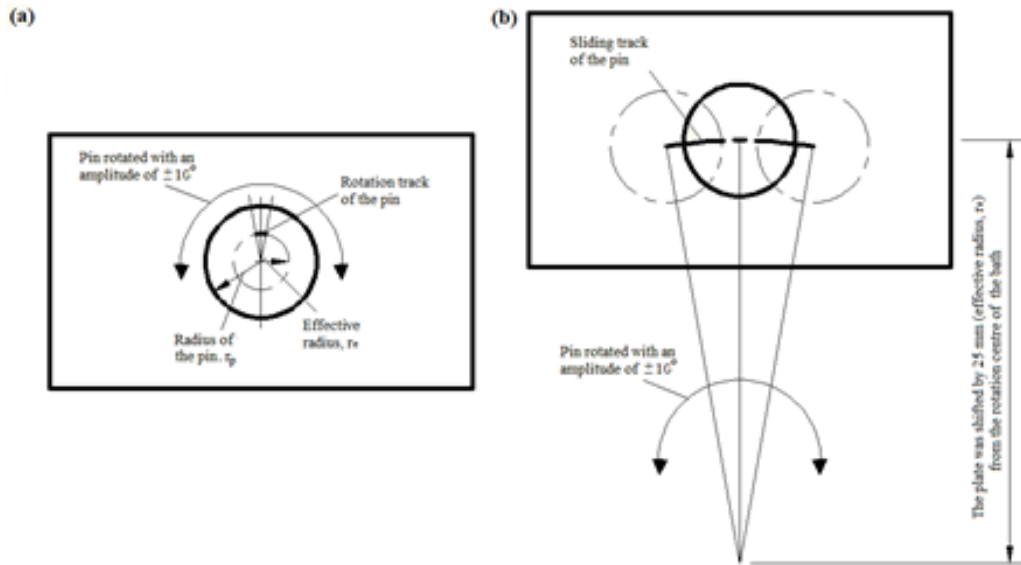 (a)
Pin rotated with an
amplitude of ±10°
Rotation track
of the pin
Radius of
the pin, rp
Effective
radius, re
(b)
Sliding track
of the pin
Pin rotated with an
amplitude of ±10°
The plate was shifted by 25 mm (effective radius, re)
from the rotation centre of the bath